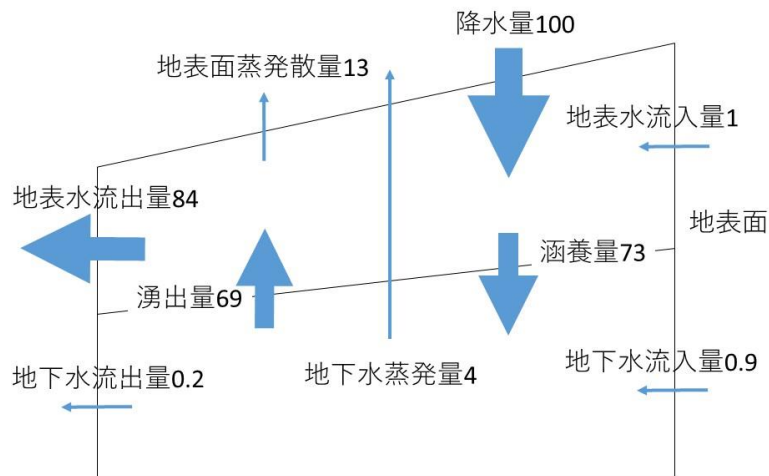 降水量100
地表面蒸発散量13
地表水流入量1
地表水流出量84
地表面
涵養量73
湧出量69
地下水流出量0.2
地下水蒸発量4
地下水流入量0.9